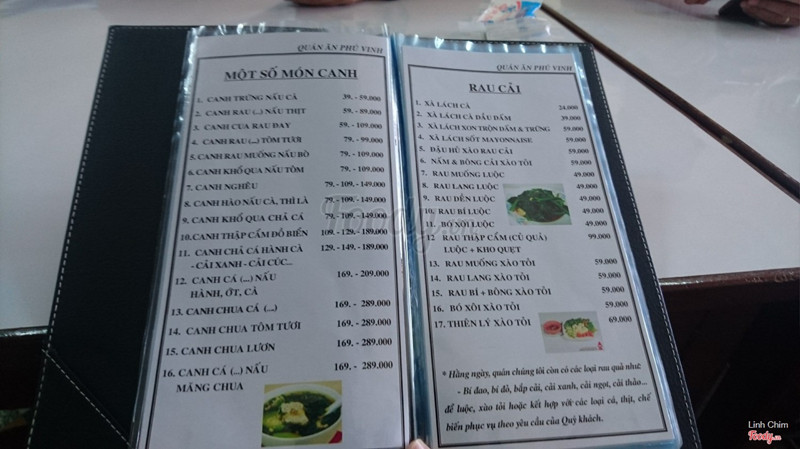 QUÁN ĂN PHÚ VINH
MỘT SỐ MÓN CANH
1. CANH TRỨNG NẤU CÀ 39. - 59.000
2. CANH RAU (..) NẤU THỊT 59. - 89.000
3. CANH CUA RAU ĐAY 59. - 109.000
4. CANH RAU (...) TÔM TƯƠI 79. - 99.000
5. CANH RAU MUỐNG NẤU BÒ 79. - 109.000
6. CANH KHỔ QUA NẤU TÔM 79. - 109.000
7. CANH NGHÊU 79. - 109. - 149.000
8. CANH HÀO NẤU CÀ, THÌ LÀ 79. - 109. - 149.000
9. CANH KHỔ QUA CHẢ CÁ 79. - 109. - 149.000
10. CANH THẬP CẨM ĐỒ BIỂN 109. - 129. - 189.000
11. CANH CHẢ CÁ HÀNH CÀ 129. - 149. - 189.000
- CẢI XANH - CẢI CÚC...
12. CANH CÁ (...) NẤU 169. - 209.000
HÀNH, ỚT, CÀ
13. CANH CHUA CÁ (...) 169. - 289.000
14. CANH CHUA TÔM TƯƠI 169. - 289.000
15. CANH CHUA LƯƠN 169. - 289.000
16. CANH CÁ (..) NẤU 169. - 289.000
MĂNG CHUA
QUÁN ĂN PHÚ VINH
RAU CẢI
1. XÀ LÁCH CÀ 24.000
2. XÀ LÁCH CÀ DẦU DẤM 39.000
3. XÀ LÁCH XON TRỘN DẤM & TRỨNG 59.000
4. XÀ LÁCH SỐT MAYONNAISE 59.000
5. ĐẬU HŨ XÀO RAU CẢI 59.000
6. NẤM & BÔNG CẢI XÀO TỎI 59.000
7. RAU MUỐNG LUỘC 49.000
8. RAU LANG LUỘC 49.000
9. RAU DỀN LUỘC 49.000
10. RAU BÍ LUỘC 49.000
11. BÓ XÔI LUỘC 49.000
12 RAU THẬP CẨM (CỦ QUẢ) 99.000
LUỘC + KHO QUẸT
13. RAU MUỐNG XÀO TỎI 59.000
14. RAU LANG XÀO TỎI 59.000
15. RAU BÍ + BÔNG XÀO TỎI 59.000
16. BÓ XÔI XÀO TỎI 59.000
17. THIÊN LÝ XÀO TỎI 69.000
* Hằng ngày, quán chúng tôi còn có các loại rau quả như:
- Bí đao, bí đỏ, bắp cải, cải xanh, cải ngọt, cải thảo...
để luộc, xào tỏi hoặc kết hợp với các loại cá, thịt, chế
biến phục vụ theo yêu cầu của Quý khách.
foody.vn
Linh Chim
Foody.vn